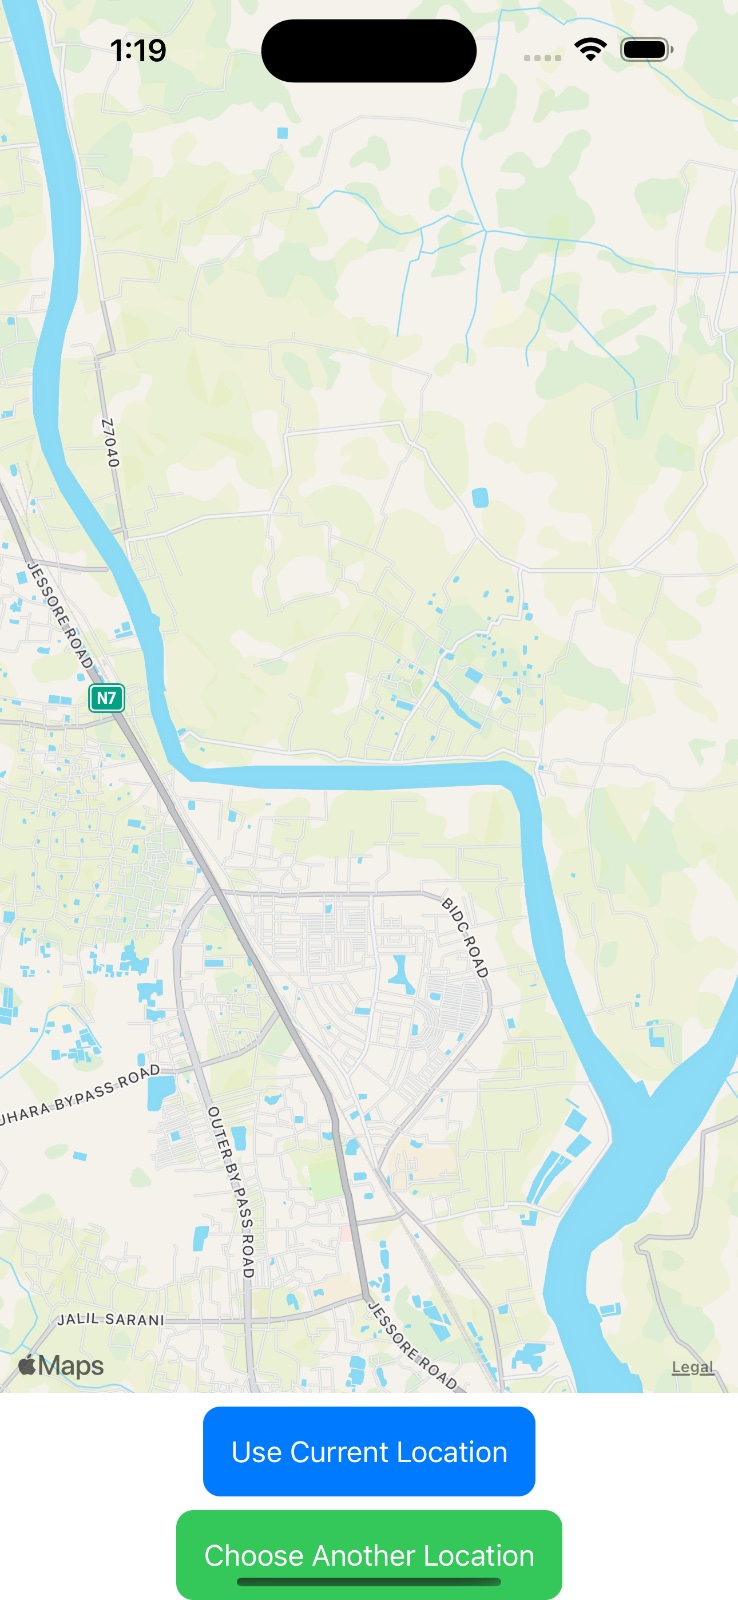 1:19
Z7040
JESSORE ROAD
N7
BIDC ROAD
UHARA BYPASS ROAD
OUTER BY PASS ROAD
JALIL SARANI
JESSORE ROAD
Maps
Legal
Use Current Location
Choose Another Location